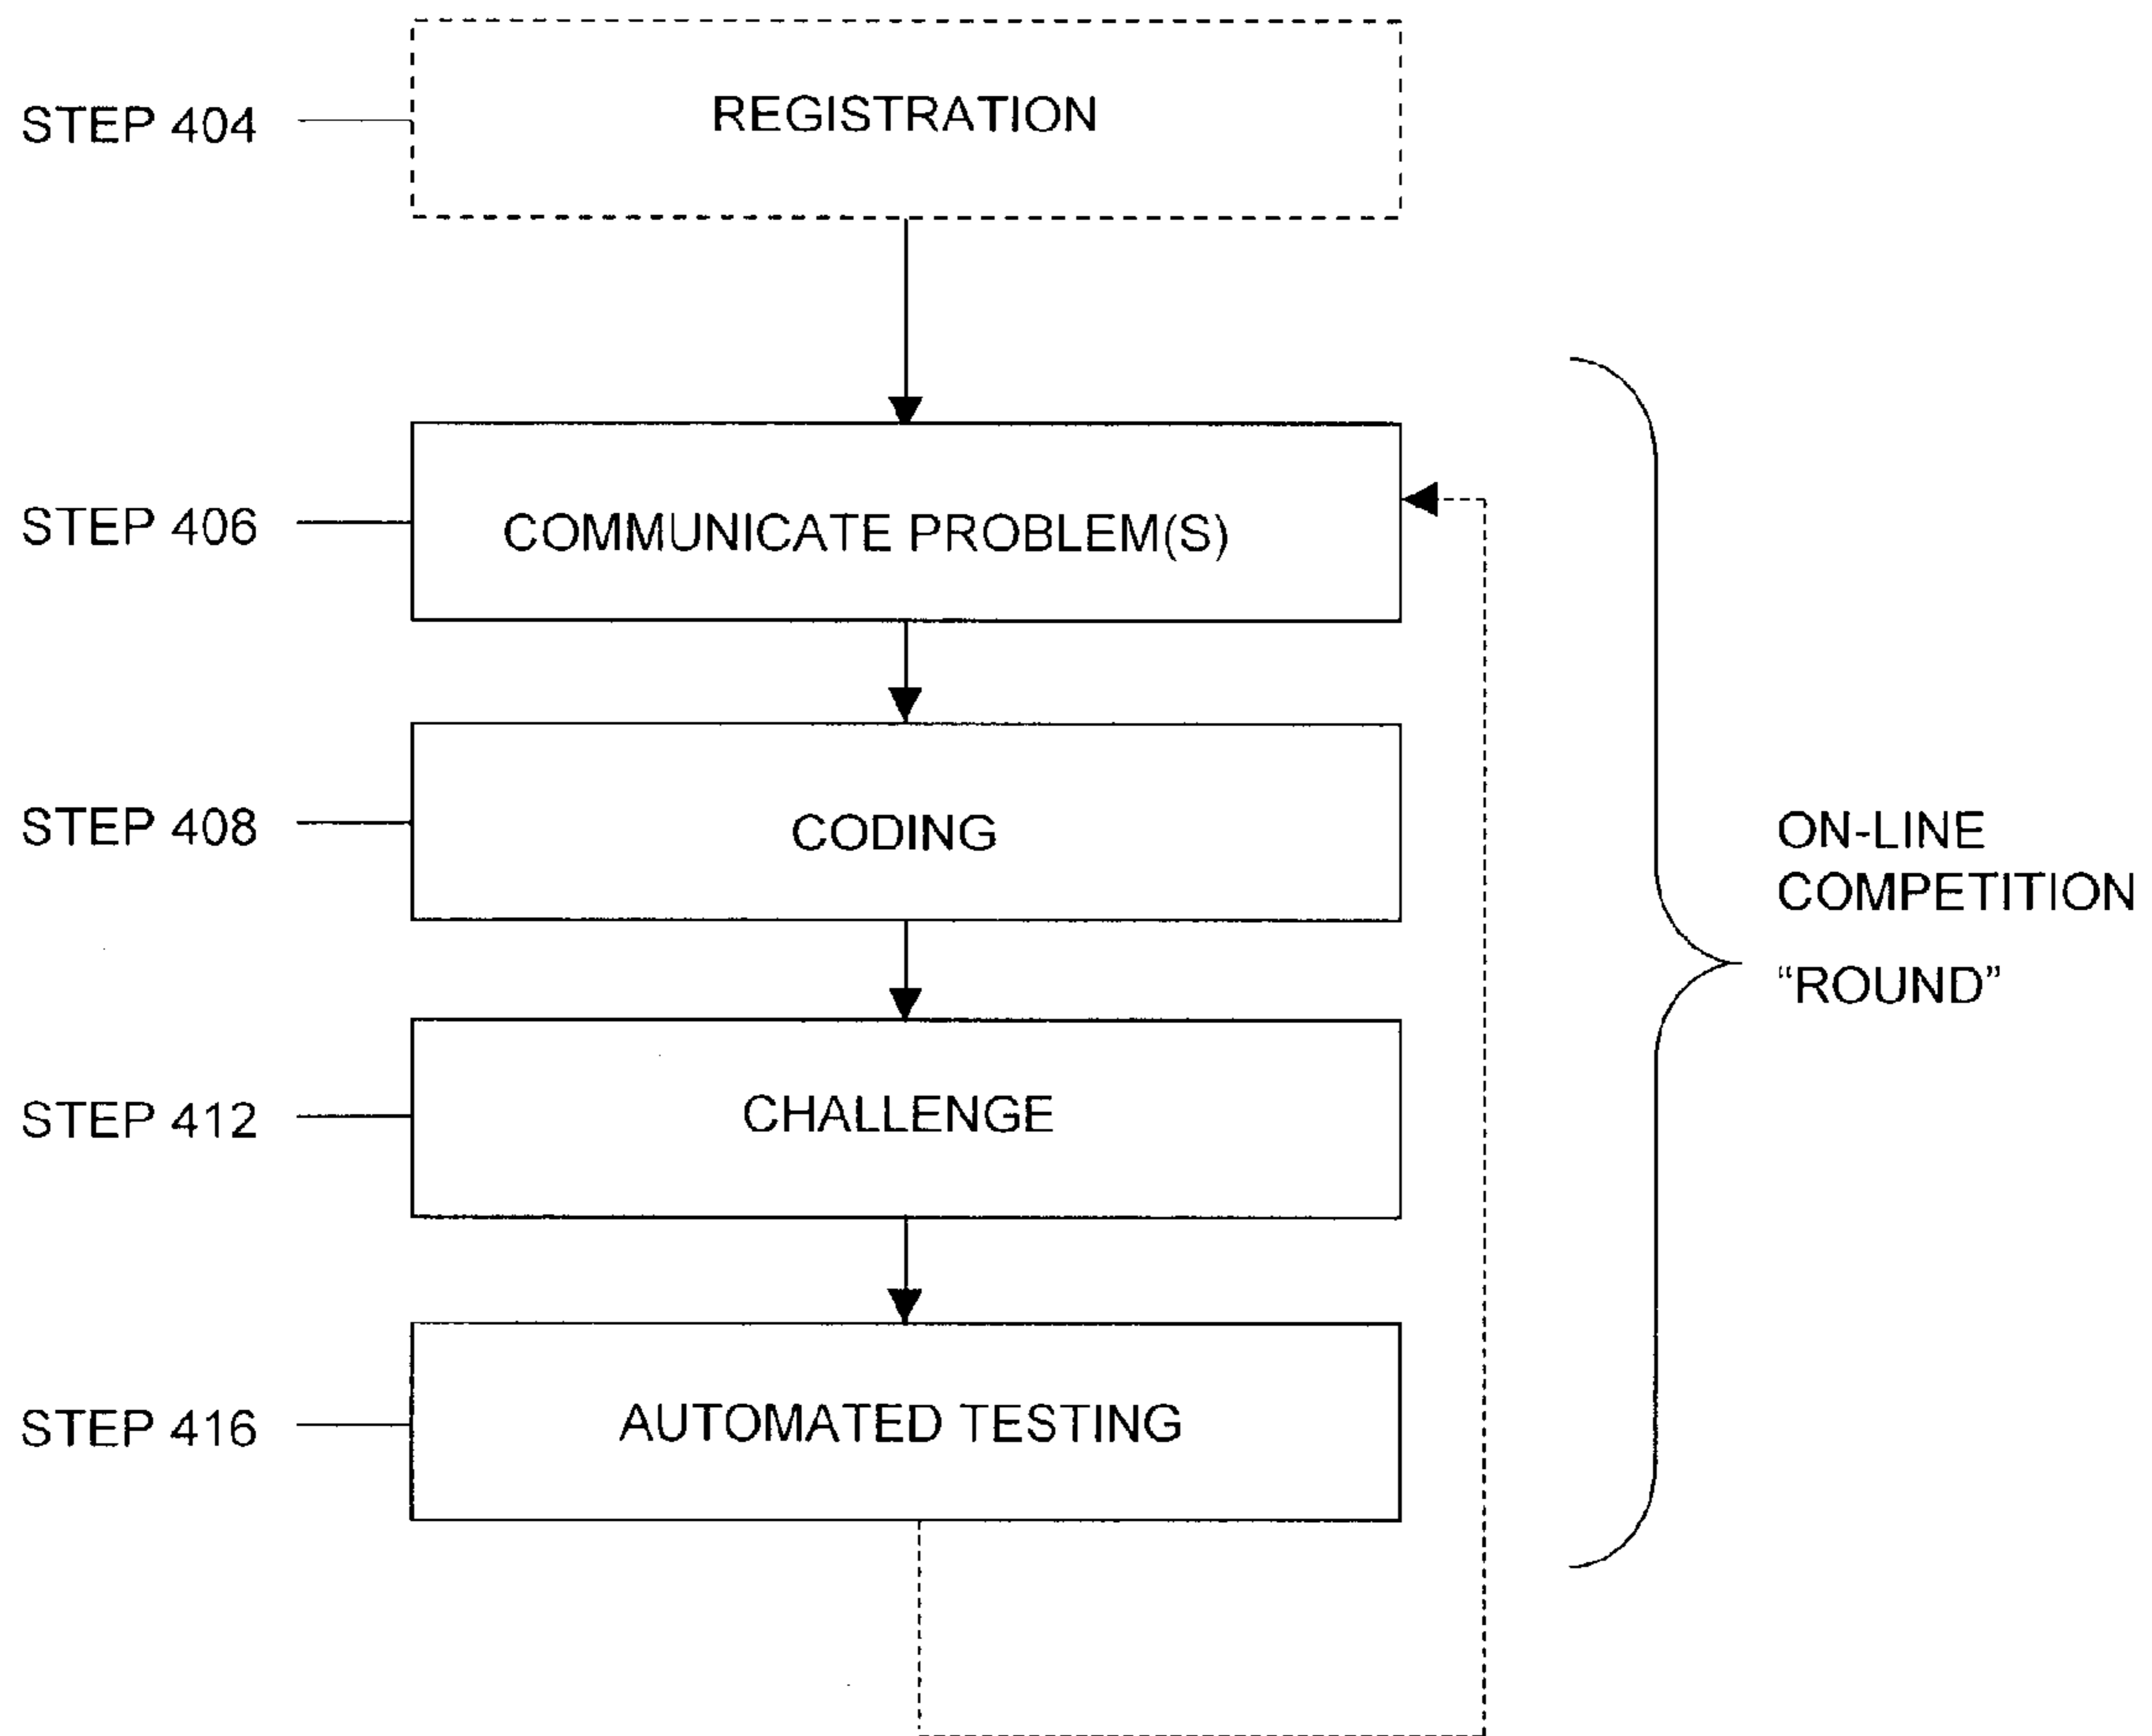 STEP 404
REGISTRATION
STEP 406
COMMUNICATE PROBLEM(S)
STEP 408
CODING
ON-LINE
COMPETITION
“ROUND”
STEP 412
CHALLENGE
STEP 416
AUTOMATED TESTING